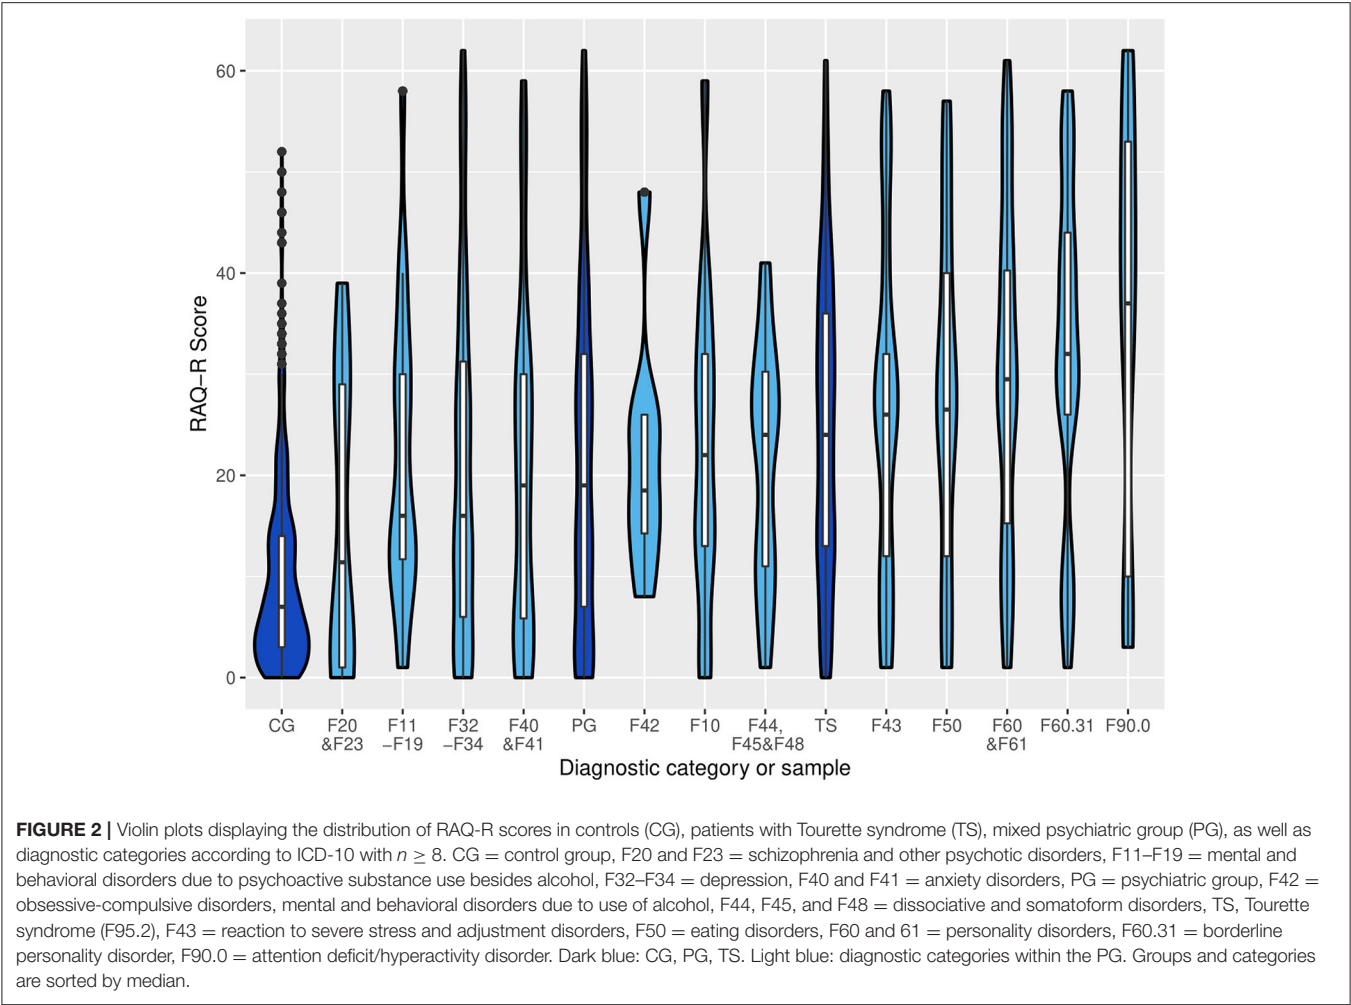 60
40
20
0
RAQ–R Score
CG F20 F11 F32 F40 PG F42 F10 F44, TS F43 F50 F60 F60.31 F90.0
&F23 –F19 –F34 &F41 F45&F48 &F61
Diagnostic category or sample
FIGURE 2 | Violin plots displaying the distribution of RAQ-R scores in controls (CG), patients with Tourette syndrome (TS), mixed psychiatric group (PG), as well as
diagnostic categories according to ICD-10 with n ≥ 8. CG = control group, F20 and F23 = schizophrenia and other psychotic disorders, F11–F19 = mental and
behavioral disorders due to psychoactive substance use besides alcohol, F32–F34 = depression, F40 and F41 = anxiety disorders, PG = psychiatric group, F42 =
obsessive-compulsive disorders, mental and behavioral disorders due to use of alcohol, F44, F45, and F48 = dissociative and somatoform disorders, TS, Tourette
syndrome (F95.2), F43 = reaction to severe stress and adjustment disorders, F50 = eating disorders, F60 and 61 = personality disorders, F60.31 = borderline
personality disorder, F90.0 = attention deficit/hyperactivity disorder. Dark blue: CG, PG, TS. Light blue: diagnostic categories within the PG. Groups and categories
are sorted by median.